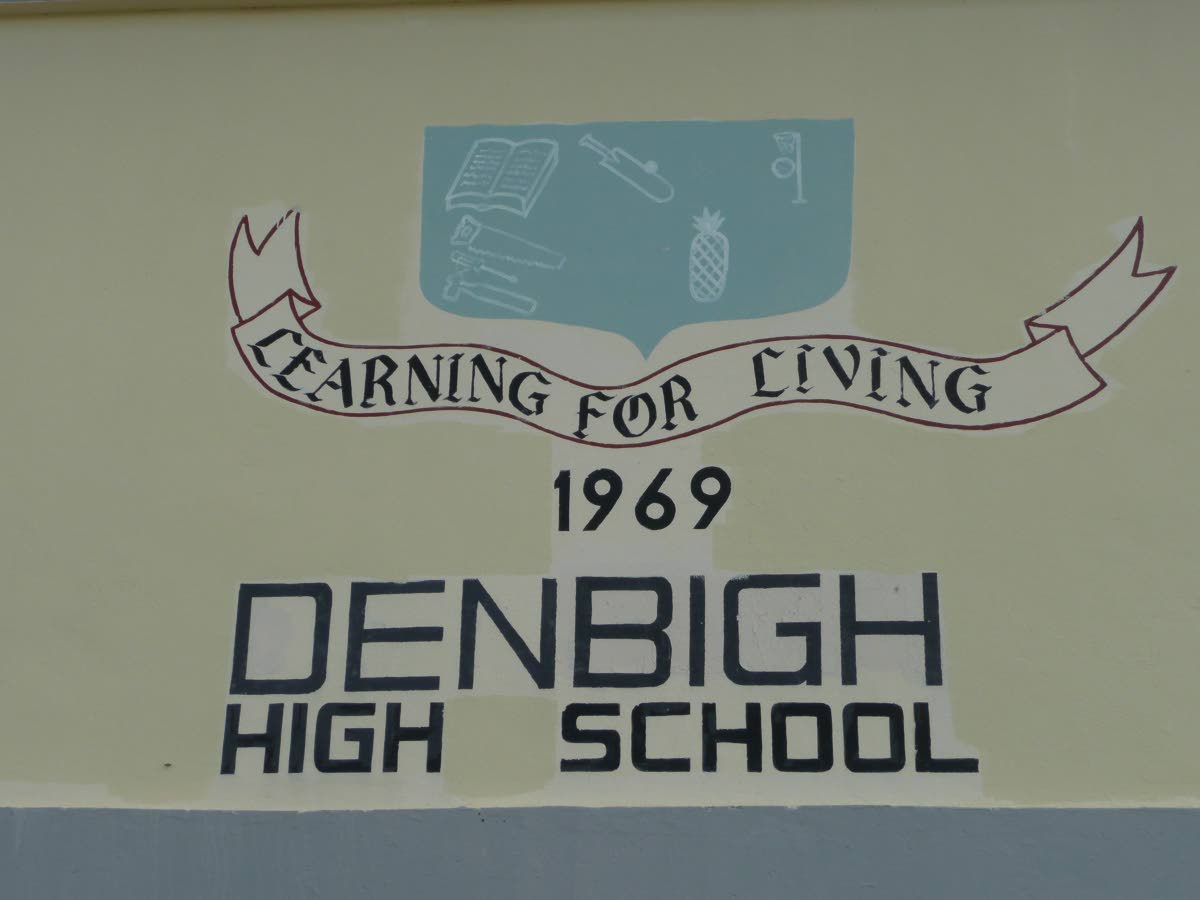 LEARNING FOR LIVING
1969
DENBIGH
HIGH SCHOOL